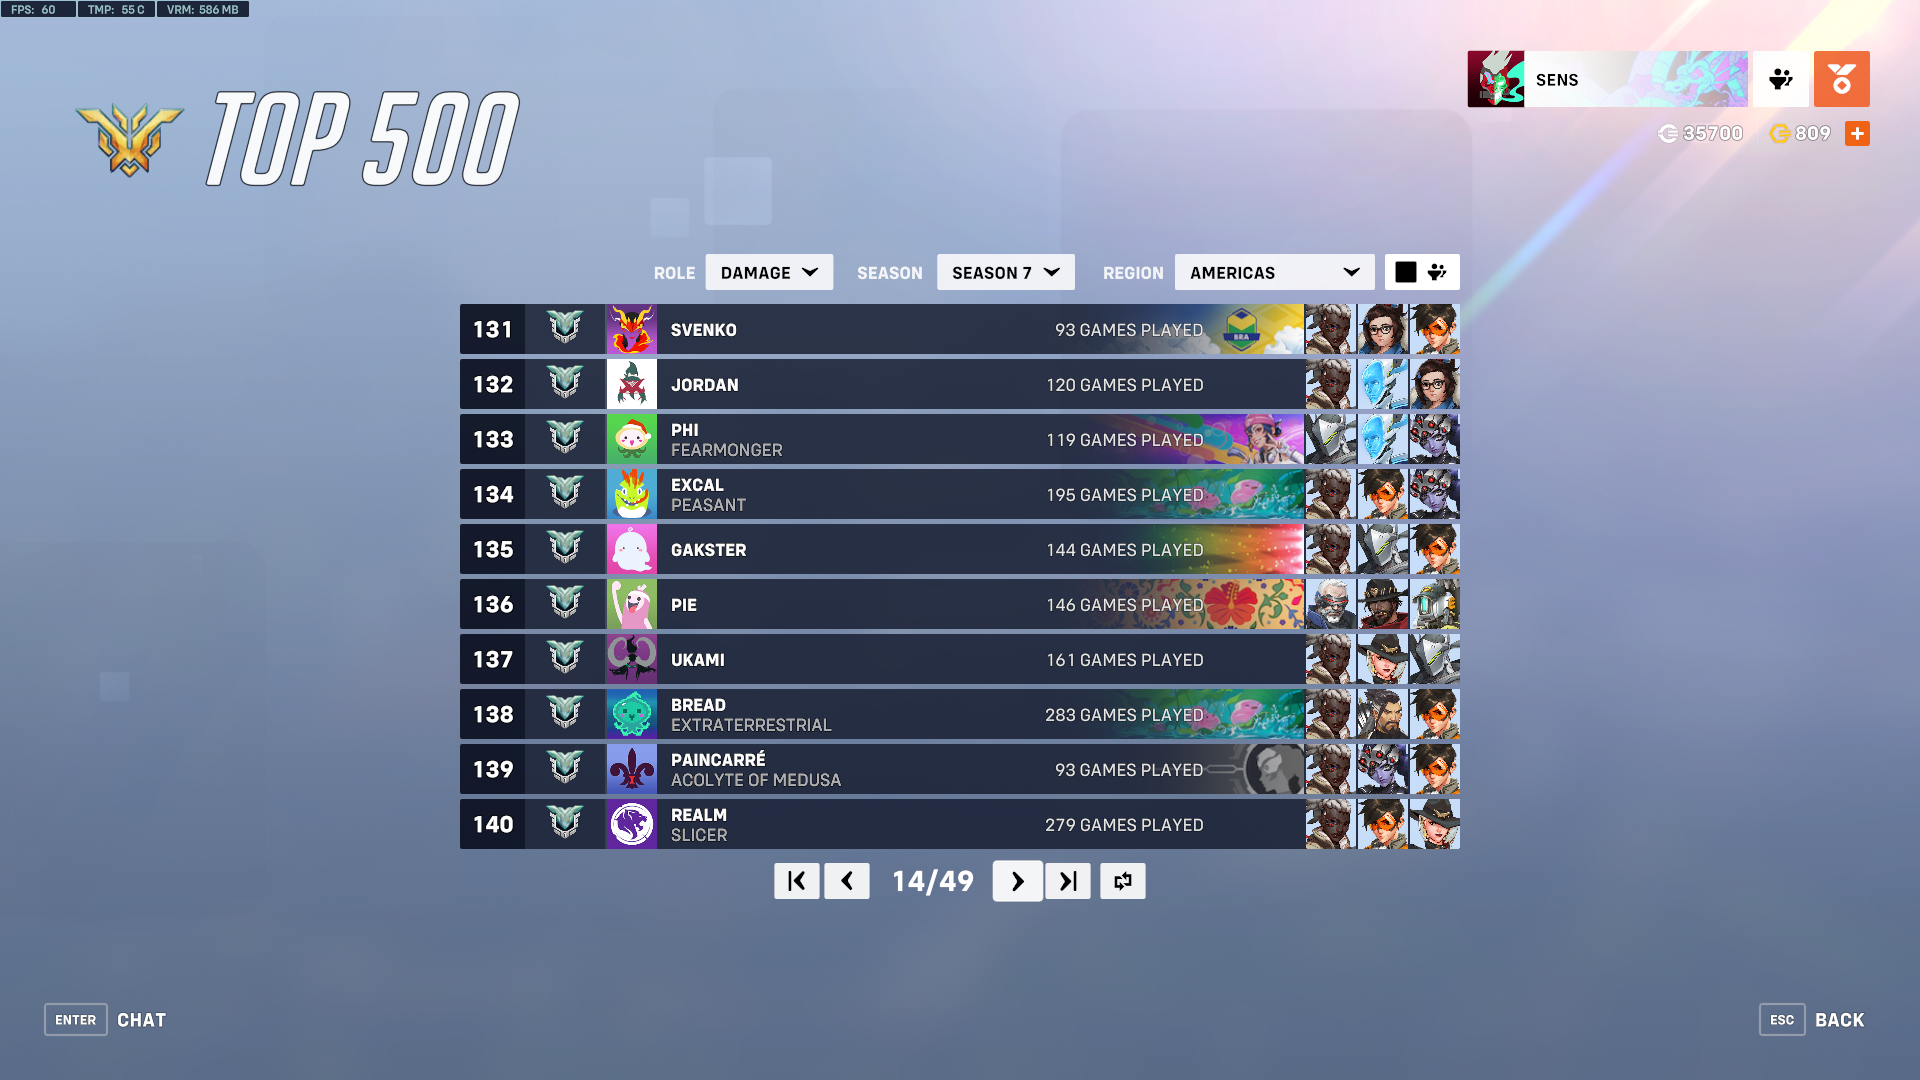 FPS: 60 TMP: 55 C VRM: 586 MB
SENS
TOP 500
35700 809
ROLE DAMAGE SEASON SEASON 7 REGION AMERICAS
131 SVENKO 93 GAMES PLAYED
BRA
132 JORDAN 120 GAMES PLAYED
133 PHI 119 GAMES PLAYED
FEARMONGER
134 EXCAL 195 GAMES PLAYED
PEASANT
135 GAKSTER 144 GAMES PLAYED
136 PIE 146 GAMES PLAYED
137 UKAMI 161 GAMES PLAYED
138 BREAD 283 GAMES PLAYED
EXTRATERRESTRIAL
139 PAINCARRÉ 93 GAMES PLAYED
ACOLYTE OF MEDUSA
140 REALM 279 GAMES PLAYED
SLICER
14/49
ENTER CHAT
ESC BACK